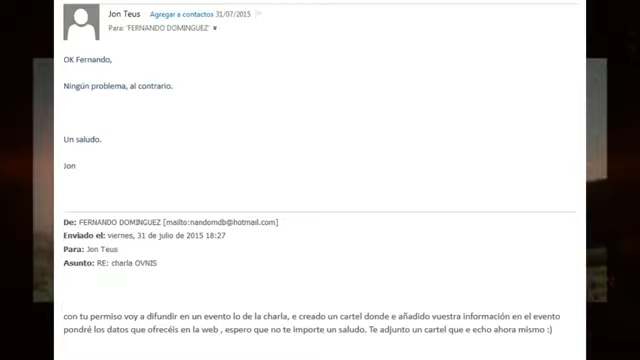 Jon Teus Agregar a contactos 31/07/2015
Para: 'FERNANDO DOMINGUEZ'
OK Fernando,
Ningún problema, al contrario.
Un saludo.
Jon
De: FERNANDO DOMINGUEZ [mailto:nandomdb@hotmail.com]
Enviado el: viernes, 31 de julio de 2015 18:27
Para: Jon Teus
Asunto: RE: charla OVNIS
con tu permiso voy a difundir en un evento lo de la charla, e creado un cartel donde e añadido vuestra información en el evento
pondré los datos que ofrecéis en la web , espero que no te importe un saludo. Te adjunto un cartel que e echo ahora mismo :)